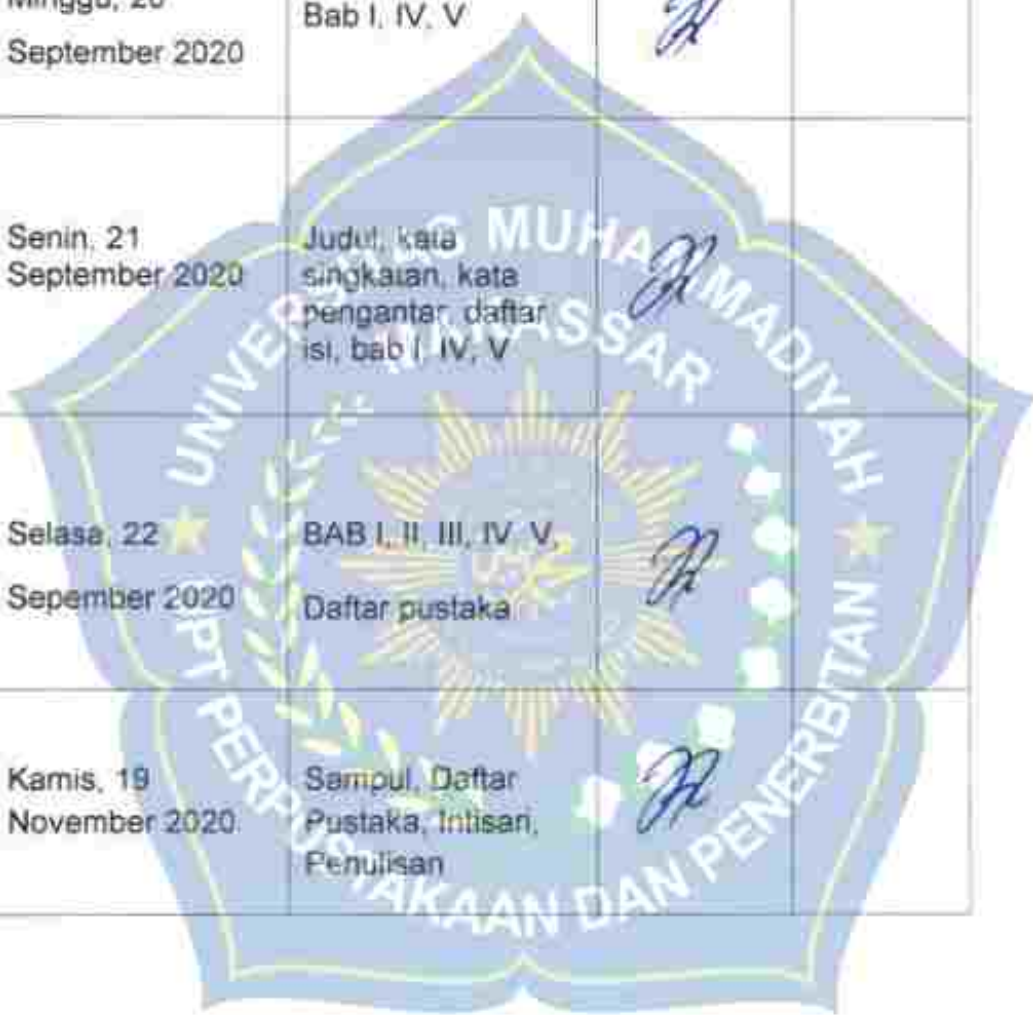 Minggu, 20
Bab I, IV, V
September 2020
Senin, 21
September 2020
Judul, kata
singkatan, kata
pengantar, daftar
isi, bab I, IV, V
Selasa, 22
Sepember 2020
BAB I, II, III, IV V,
Daftar pustaka
Kamis, 19
November 2020
Sampul, Daftar
Pustaka, Intisari,
Penulisan
UNIVERSITAS MUHAMMADIYAH
MAKASSAR
UPT PERPUSTAKAAN DAN PENERBITAN